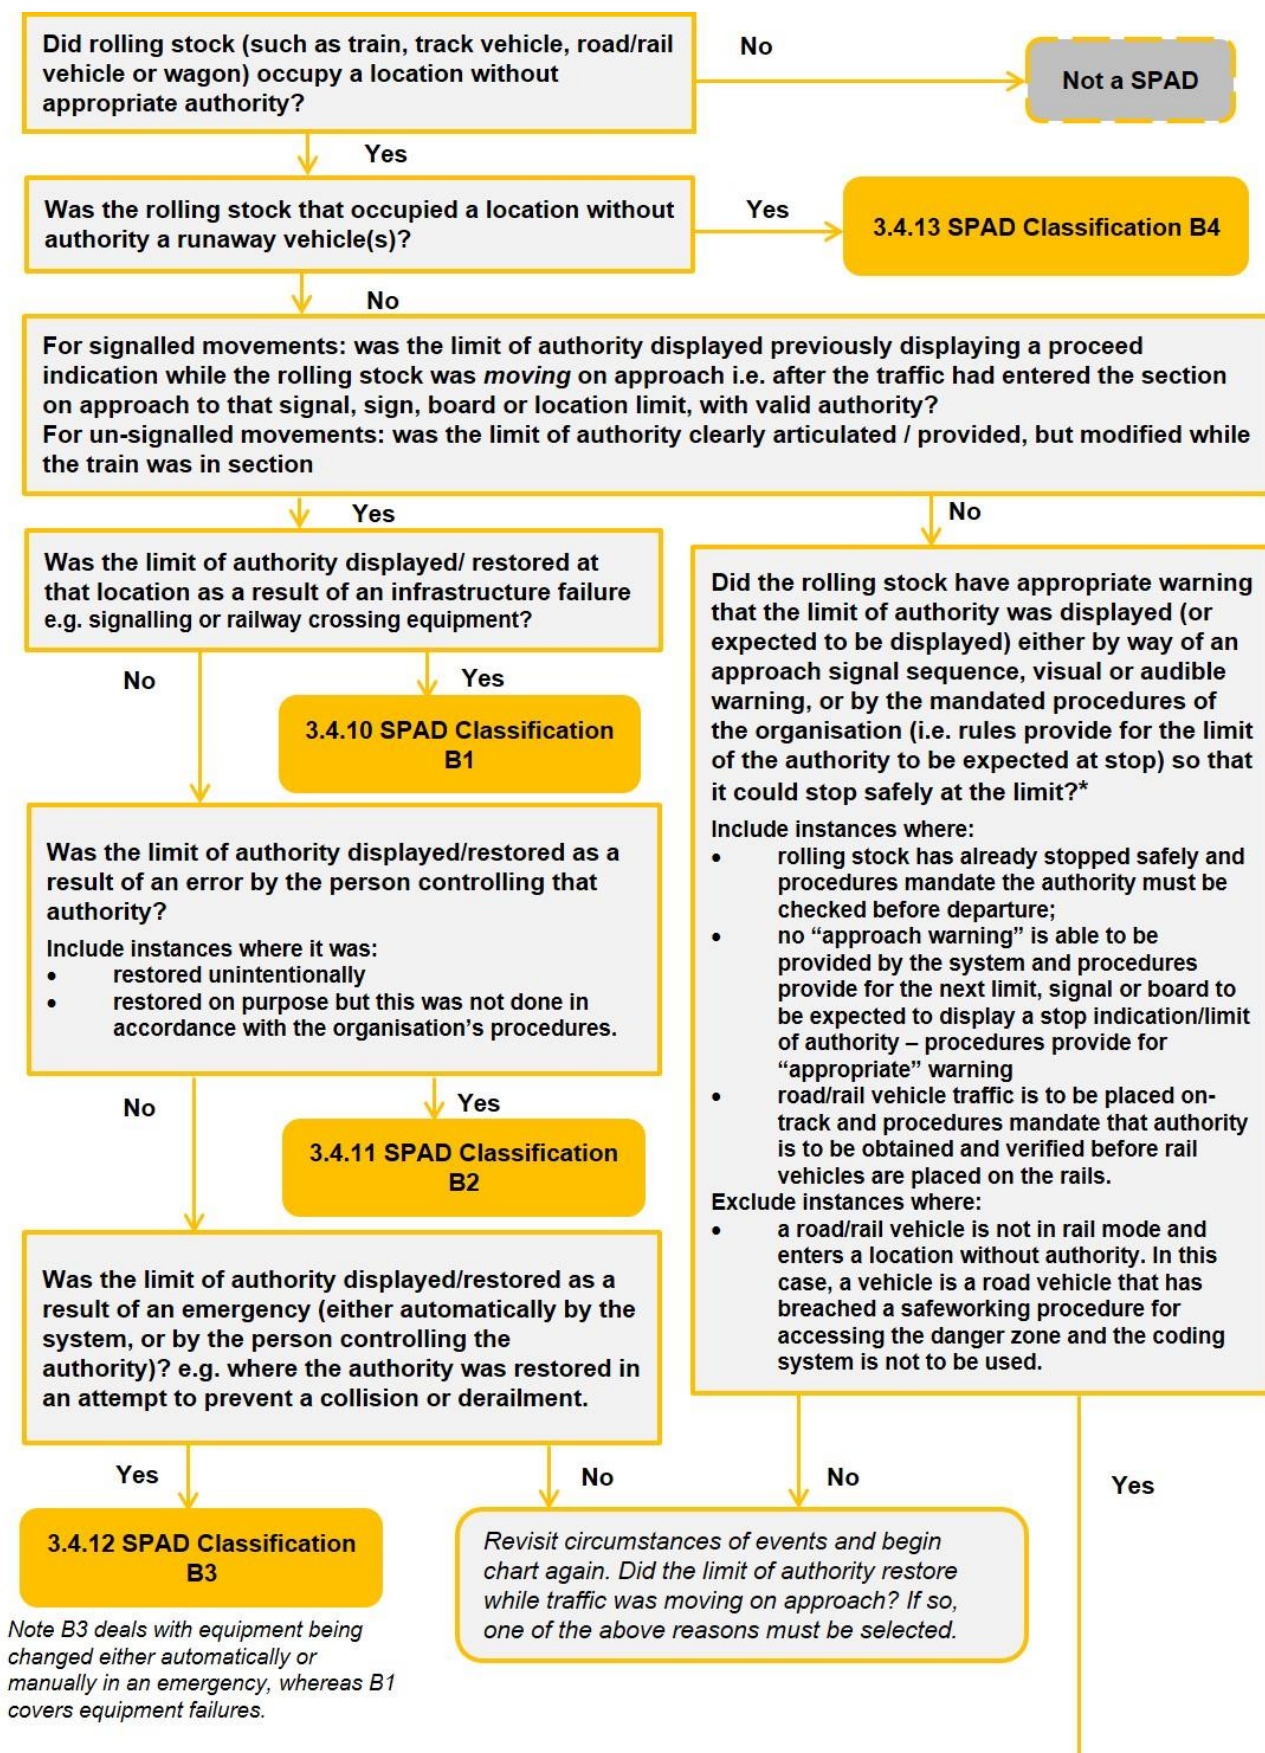 Did rolling stock (such as train, track vehicle, road/rail
vehicle or wagon) occupy a location without
appropriate authority?
No
Not a SPAD
Yes
Was the rolling stock that occupied a location without
authority a runaway vehicle(s)?
Yes
3.4.13 SPAD Classification B4
No
For signalled movements: was the limit of authority displayed previously displaying a proceed
indication while the rolling stock was moving on approach i.e. after the traffic had entered the section
on approach to that signal, sign, board or location limit, with valid authority?
For un-signalled movements: was the limit of authority clearly articulated / provided, but modified while
the train was in section
Yes
No
Was the limit of authority displayed/ restored at
that location as a result of an infrastructure failure
e.g. signalling or railway crossing equipment?
No
Yes
3.4.10 SPAD Classification
B1
Was the limit of authority displayed/restored as a
result of an error by the person controlling that
authority?
Include instances where it was:
• restored unintentionally
• restored on purpose but this was not done in
accordance with the organisation's procedures.
No
Yes
3.4.11 SPAD Classification
B2
Was the limit of authority displayed/restored as a
result of an emergency (either automatically by the
system, or by the person controlling the
authority)? e.g. where the authority was restored in
an attempt to prevent a collision or derailment.
Yes
No
3.4.12 SPAD Classification
B3
Note B3 deals with equipment being
changed either automatically or
manually in an emergency, whereas B1
covers equipment failures.
Did the rolling stock have appropriate warning
that the limit of authority was displayed (or
expected to be displayed) either by way of an
approach signal sequence, visual or audible
warning, or by the mandated procedures of
the organisation (i.e. rules provide for the limit
of the authority to be expected at stop) so that
it could stop safely at the limit?*
Include instances where:
• rolling stock has already stopped safely and
procedures mandate the authority must be
checked before departure;
• no “approach warning” is able to be
provided by the system and procedures
provide for the next limit, signal or board to
be expected to display a stop indication/limit
of authority – procedures provide for
“appropriate” warning
• road/rail vehicle traffic is to be placed on-
track and procedures mandate that authority
is to be obtained and verified before rail
vehicles are placed on the rails.
Exclude instances where:
• a road/rail vehicle is not in rail mode and
enters a location without authority. In this
case, a vehicle is a road vehicle that has
breached a safeworking procedure for
accessing the danger zone and the coding
system is not to be used.
No
Yes
Revisit circumstances of events and begin
chart again. Did the limit of authority restore
while traffic was moving on approach? If so,
one of the above reasons must be selected.